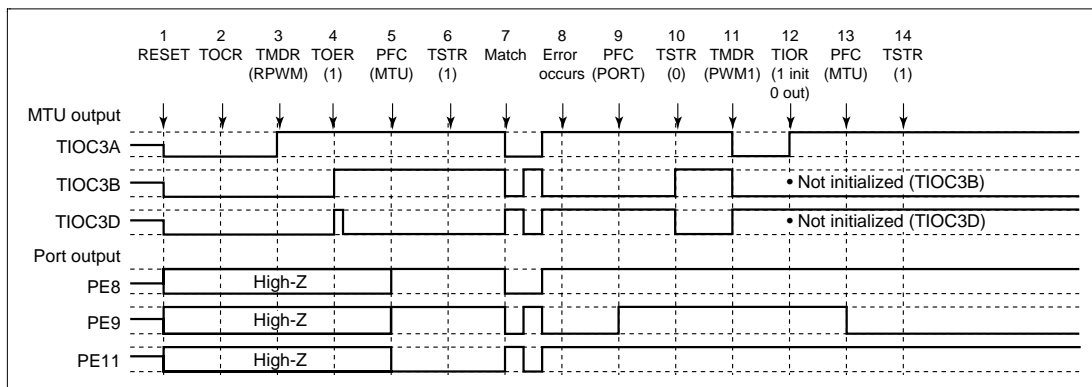 1 2 3 4 5 6 7 8 9 10 11 12 13 14
RESET TOCR TMDR TOER PFC TSTR Match Error PFC TSTR TMDR TIOR PFC TSTR
(RPWM) (1) (MTU) (1) occurs (PORT) (0) (PWM1) (1 init (MTU) (1)
0 out)
MTU output
TIOC3A
TIOC3B • Not initialized (TIOC3B)
TIOC3D • Not initialized (TIOC3D)
Port output
PE8 High-Z
PE9 High-Z
PE11 High-Z